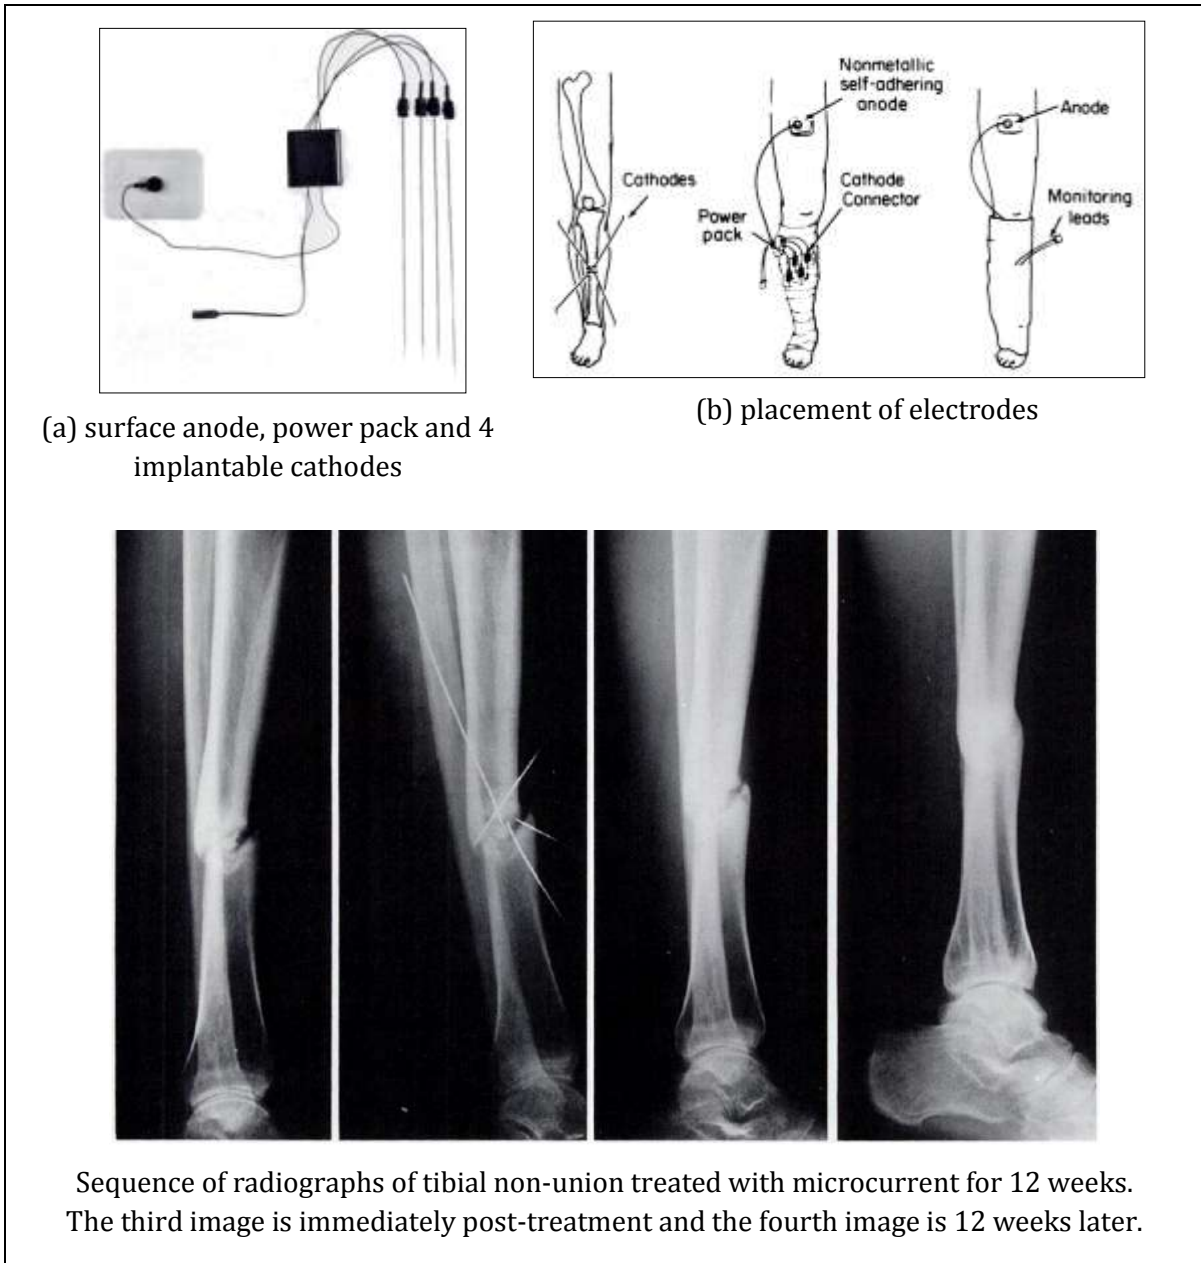 Nonmetallic
self-adhering
anode
Anode
Cathodes
Cathode
Connector
Power
pack
Monitoring
leads
(a) surface anode, power pack and 4
implantable cathodes
(b) placement of electrodes
Sequence of radiographs of tibial non-union treated with microcurrent for 12 weeks.
The third image is immediately post-treatment and the fourth image is 12 weeks later.